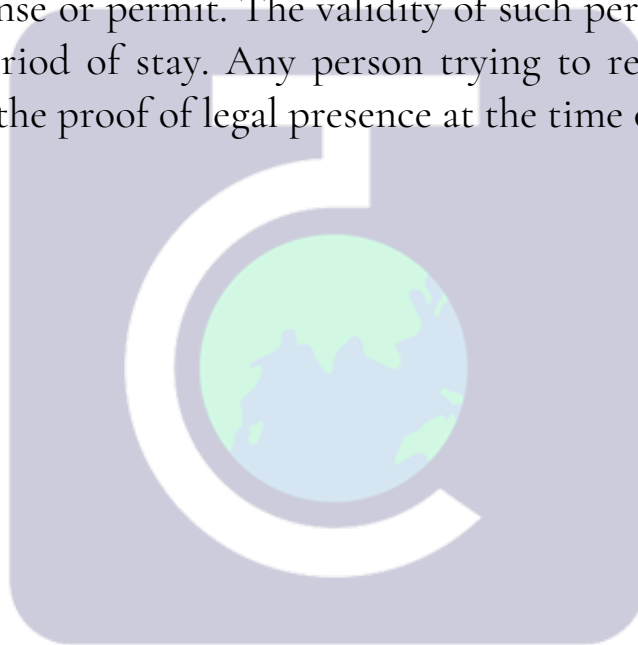 nse or permit. The validity of such per
riod of stay. Any person trying to re
the proof of legal presence at the time